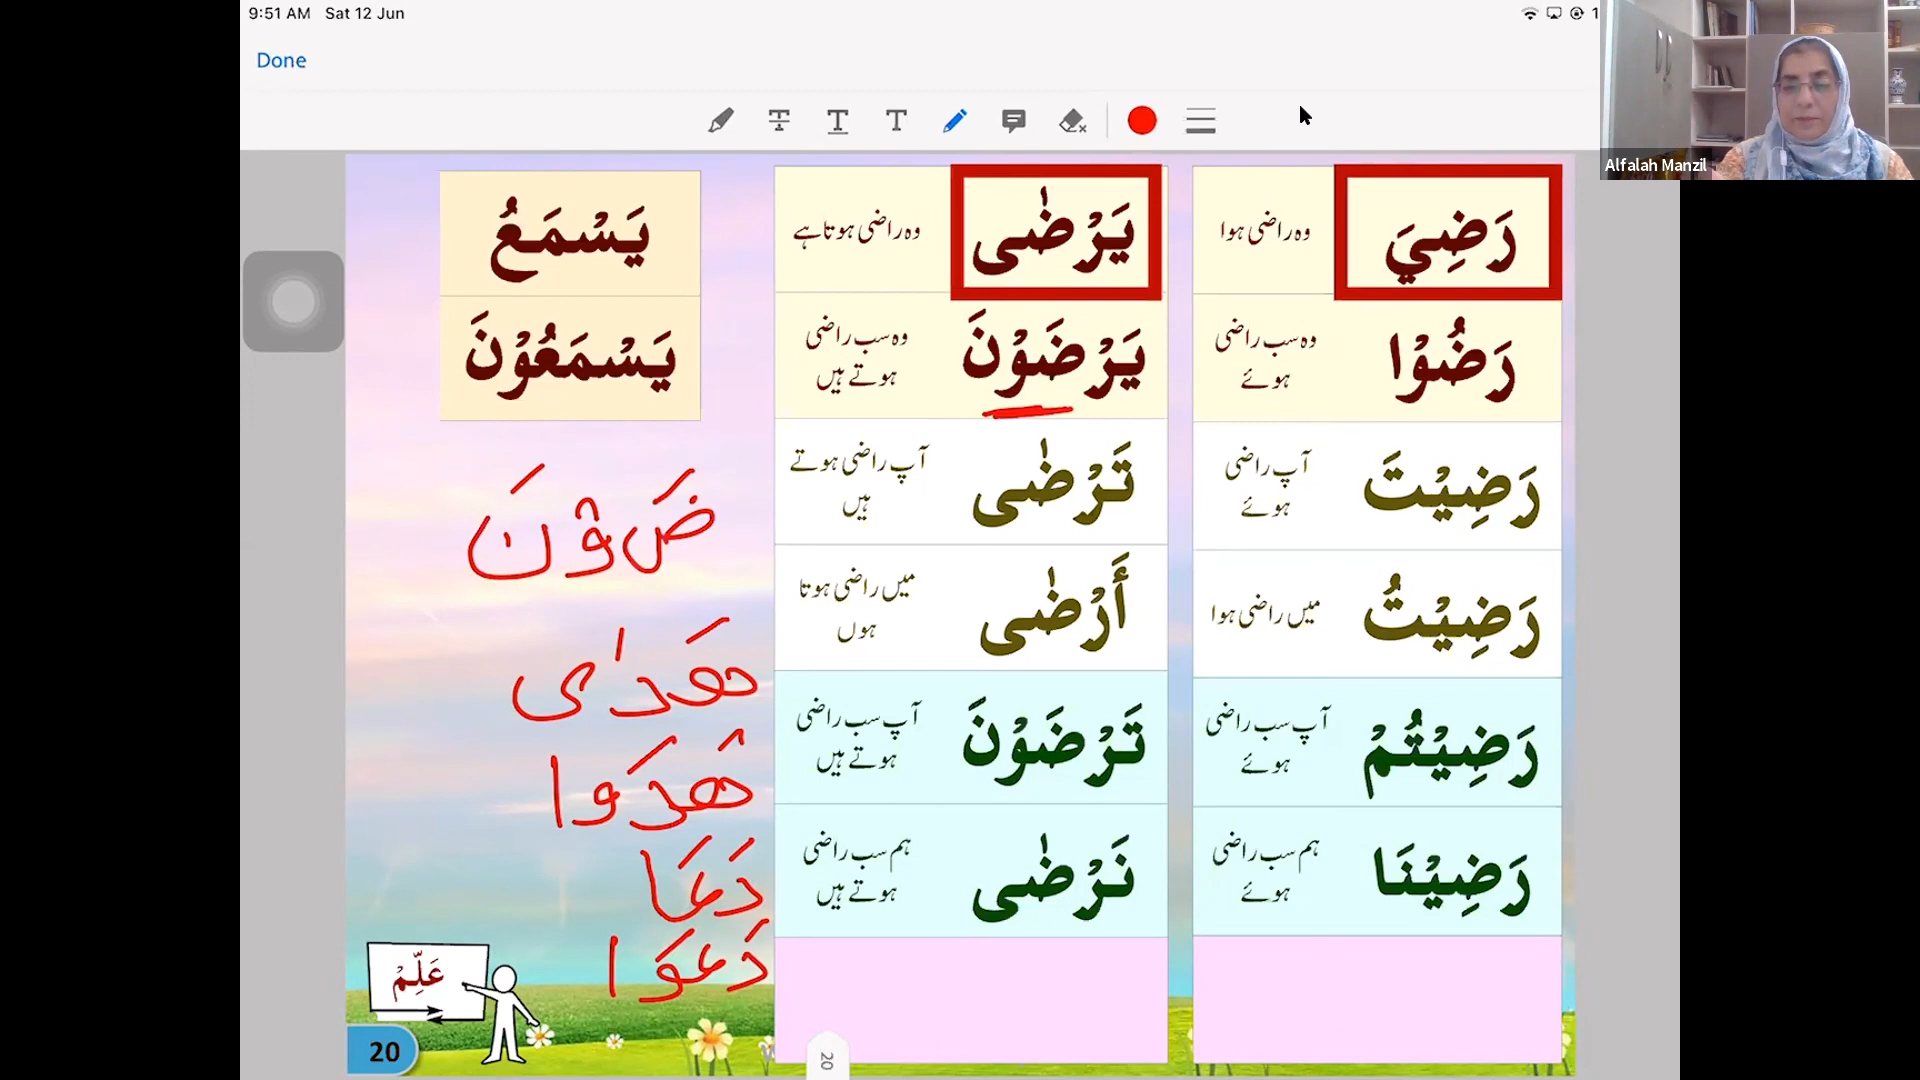 9:51 AM Sat 12 Jun
Done
Alfalah Manzil
رَضِيَ وہ راضی ہوا
رَضُوْا وہ سب راضی ہوئے
رَضِيْتَ آپ راضی ہوئے
رَضِيْتُ میں راضی ہوا
رَضِيْتُمْ آپ سب راضی ہوئے
رَضِيْنَا ہم سب راضی ہوئے
يَرْضٰى وہ راضی ہوتا ہے
يَرْضَوْنَ وہ سب راضی ہوتے ہیں
تَرْضٰى آپ راضی ہوتے ہیں
أَرْضٰى میں راضی ہوتا ہوں
تَرْضَوْنَ آپ سب راضی ہوتے ہیں
نَرْضٰى ہم سب راضی ہوتے ہیں
يَسْمَعُ
يَسْمَعُوْنَ
ضَ وْ نَ
هَدٰى
هَدَوا
دَعَا
دَعَوا
عَلِّمْ
20
20